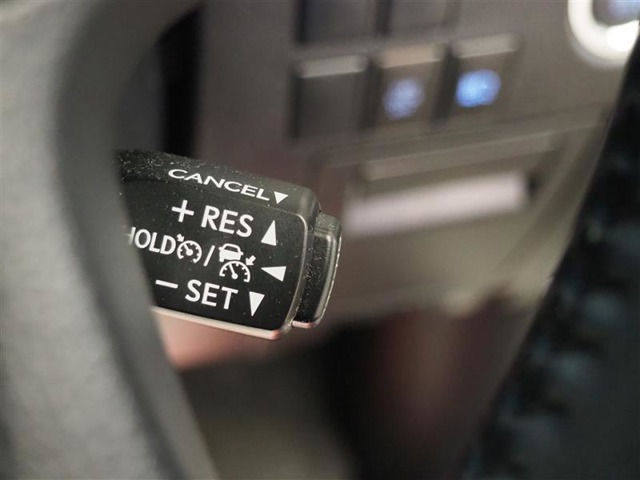 CANCEL▼
+ RES ▲
HOLD / ◀
− SET ▼